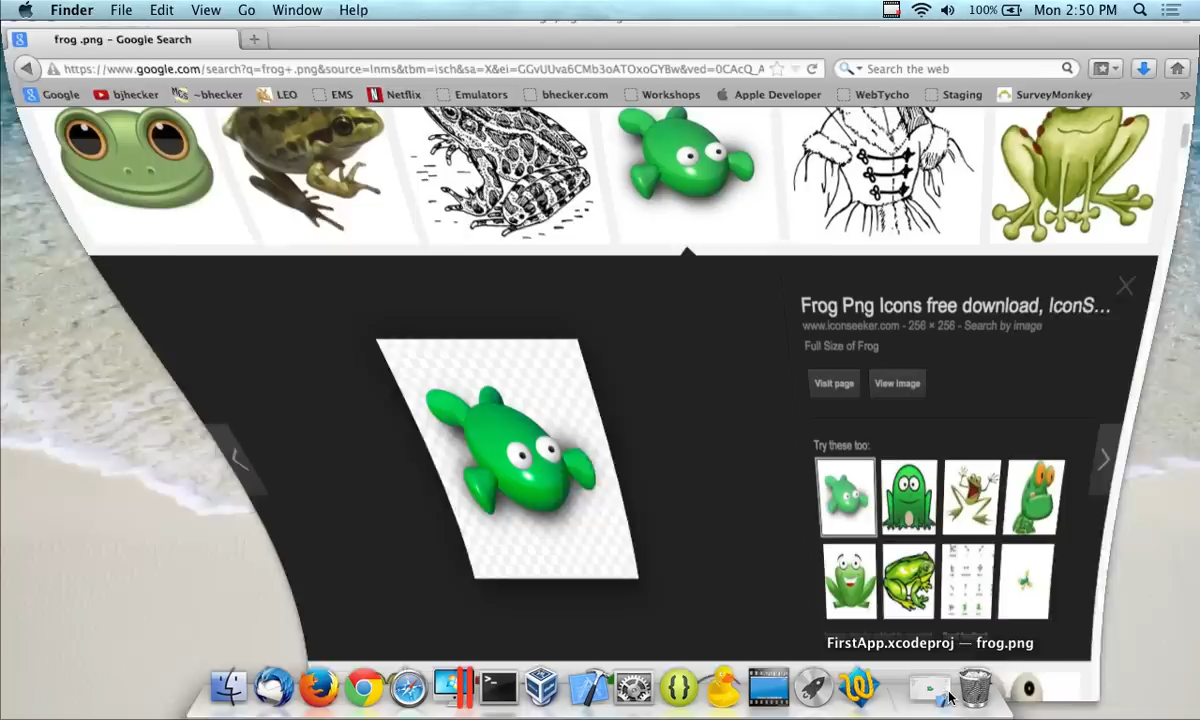 Finder File Edit View Go Window Help 100% Mon 2:50 PM
frog .png - Google Search
https://www.google.com/search?q=frog+.png&source=lnms&tbm=isch&sa=X&ei=GGvUUva6CMb3oATOxoGYBw&ved=0CAcQ_A Search the web
Google bjhecker ~bhecker LEO EMS Netflix Emulators bhecker.com Workshops Apple Developer WebTycho Staging SurveyMonkey »
Frog Png Icons free download, IconS...
www.iconseeker.com - 256 × 256 - Search by image
Full Size of Frog
Visit page View image
Try these too:
FirstApp.xcodeproj — frog.png